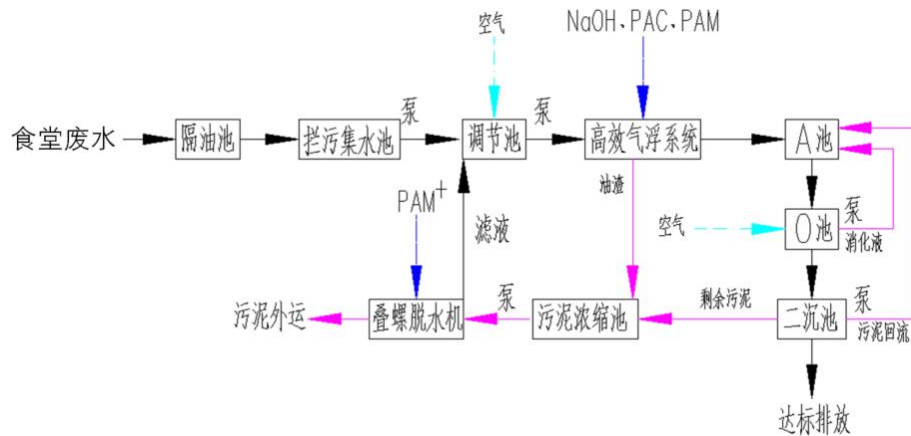 空气
NaOH、PAC、PAM
食堂废水
隔油池
拦污集水池
泵
调节池
泵
高效气浮系统
A池
油渣
PAM+
滤液
空气
O池
泵
消化液
污泥外运
叠螺脱水机
泵
污泥浓缩池
剩余污泥
二沉池
泵
污泥回流
达标排放